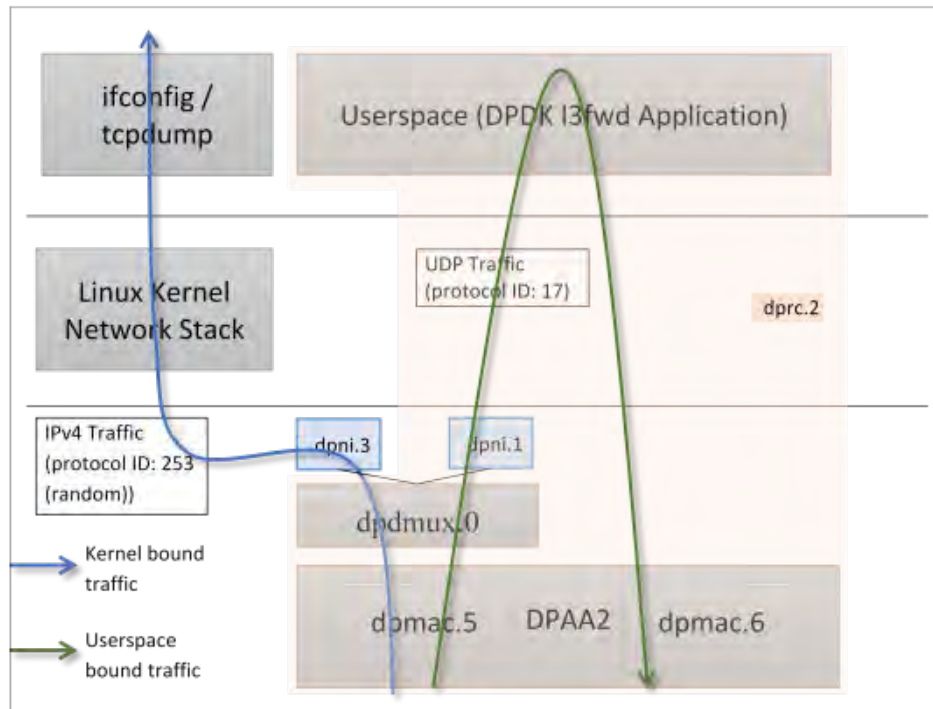 ifconfig /
tcpdump
Userspace (DPDK l3fwd Application)
Linux Kernel
Network Stack
UDP Traffic
(protocol ID: 17)
dprc.2
IPv4 Traffic
(protocol ID: 253
(random))
dpni.3
dpni.1
dpdmux.0
Kernel bound
traffic
dpmac.5
DPAA2
dpmac.6
Userspace
bound traffic